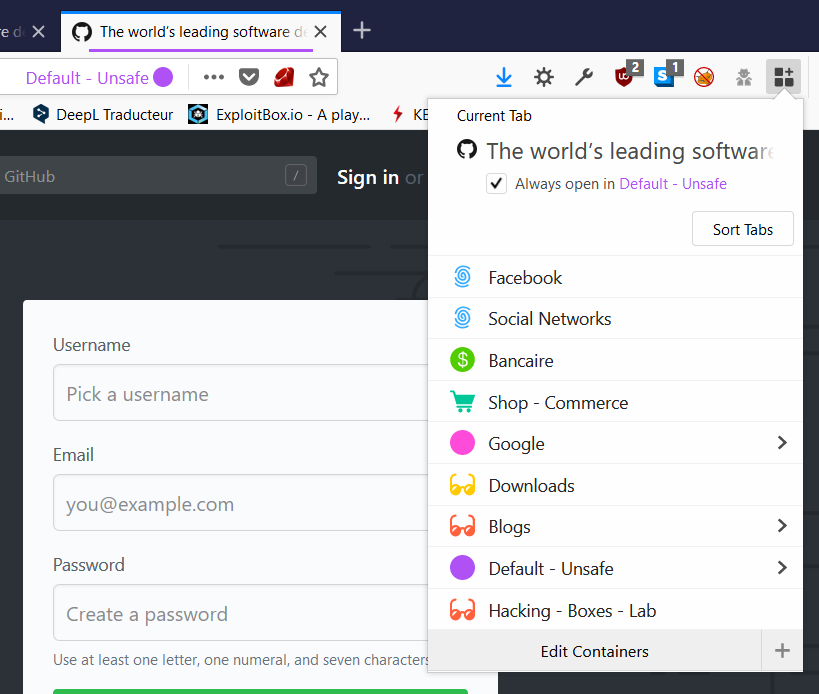 The world’s leading software de
Default - Unsafe
2
1
DeepL Traducteur
ExploitBox.io - A play...
KE
GitHub
/
Sign in or
Username
Pick a username
Email
you@example.com
Password
Create a password
Use at least one letter, one numeral, and seven characters
Current Tab
The world’s leading software
Always open in Default - Unsafe
Sort Tabs
Facebook
Social Networks
Bancaire
Shop - Commerce
Google
Downloads
Blogs
Default - Unsafe
Hacking - Boxes - Lab
Edit Containers